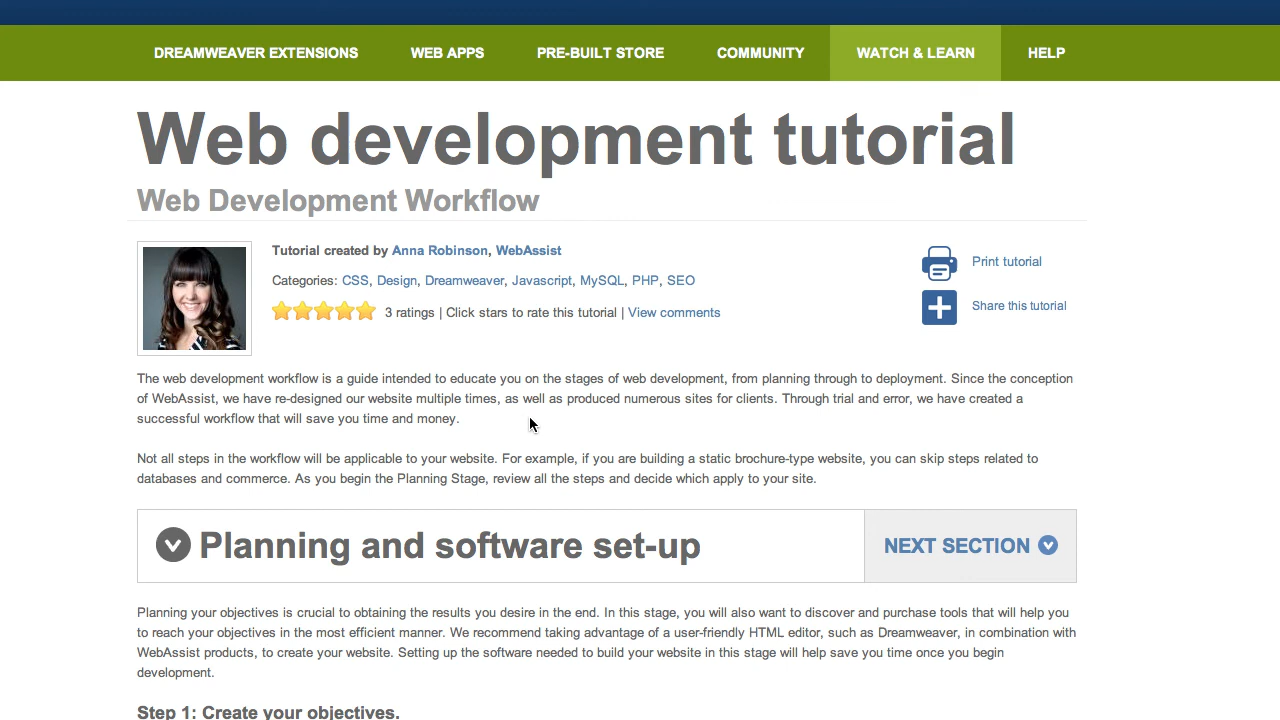 DREAMWEAVER EXTENSIONS WEB APPS PRE-BUILT STORE COMMUNITY WATCH & LEARN HELP
Web development tutorial
Web Development Workflow
Tutorial created by Anna Robinson, WebAssist
Categories: CSS, Design, Dreamweaver, Javascript, MySQL, PHP, SEO
3 ratings | Click stars to rate this tutorial | View comments
Print tutorial
Share this tutorial
The web development workflow is a guide intended to educate you on the stages of web development, from planning through to deployment. Since the conception
of WebAssist, we have re-designed our website multiple times, as well as produced numerous sites for clients. Through trial and error, we have created a
successful workflow that will save you time and money.
Not all steps in the workflow will be applicable to your website. For example, if you are building a static brochure-type website, you can skip steps related to
databases and commerce. As you begin the Planning Stage, review all the steps and decide which apply to your site.
Planning and software set-up
NEXT SECTION
Planning your objectives is crucial to obtaining the results you desire in the end. In this stage, you will also want to discover and purchase tools that will help you
to reach your objectives in the most efficient manner. We recommend taking advantage of a user-friendly HTML editor, such as Dreamweaver, in combination with
WebAssist products, to create your website. Setting up the software needed to build your website in this stage will help save you time once you begin
development.
Step 1: Create your objectives.